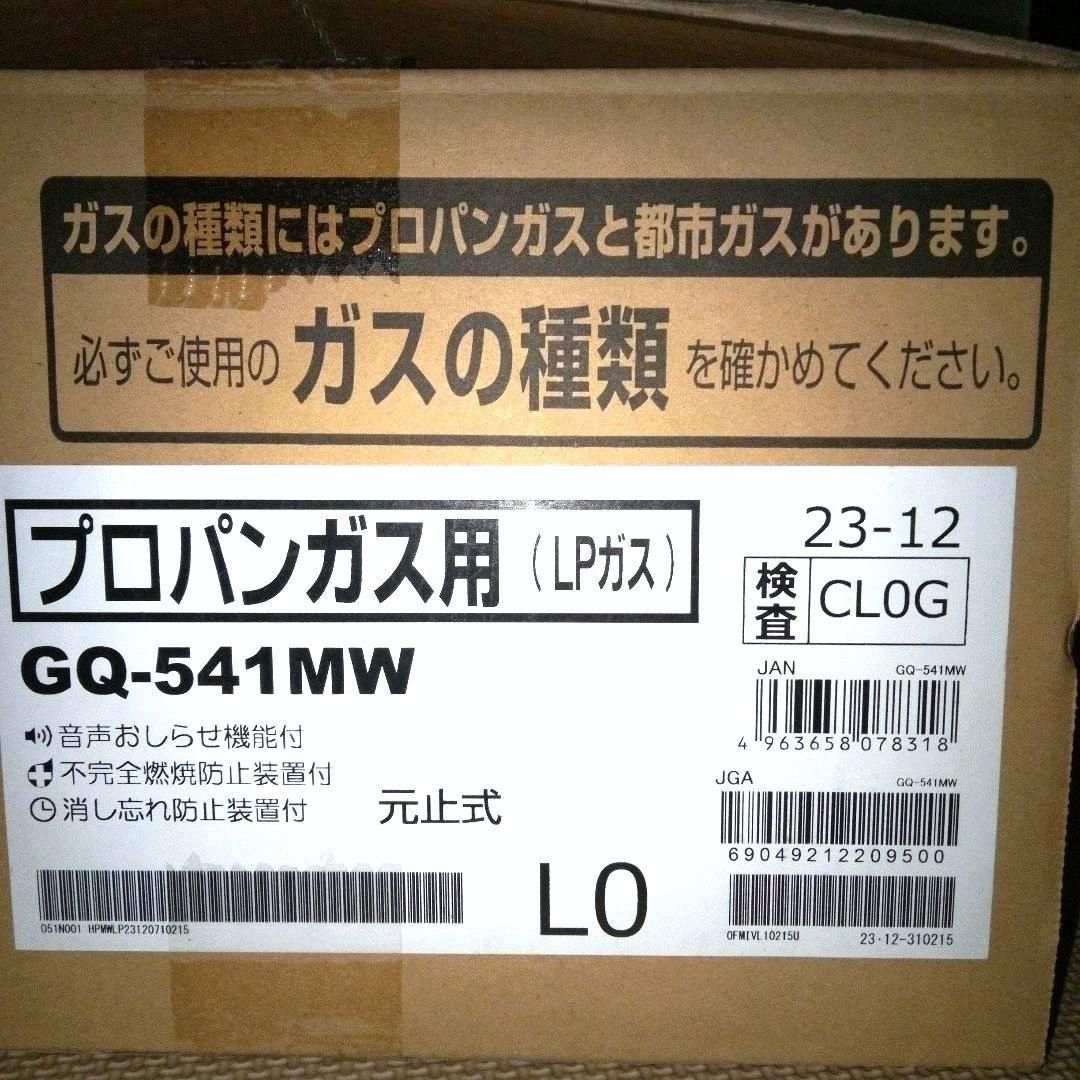 ガスの種類にはプロパンガスと都市ガスがあります。
必ずご使用の ガスの種類 を確かめてください。
プロパンガス用 (LPガス)
23-12
検査 CL0G
GQ-541MW
音声おしらせ機能付
不完全燃焼防止装置付
消し忘れ防止装置付
元止式
L0
JAN GQ-541MW
4 963658 078318
JGA GQ-541MW
69049212209500
051N001 HPMWLP23120710215
0FMIVL10215U 23・12-310215